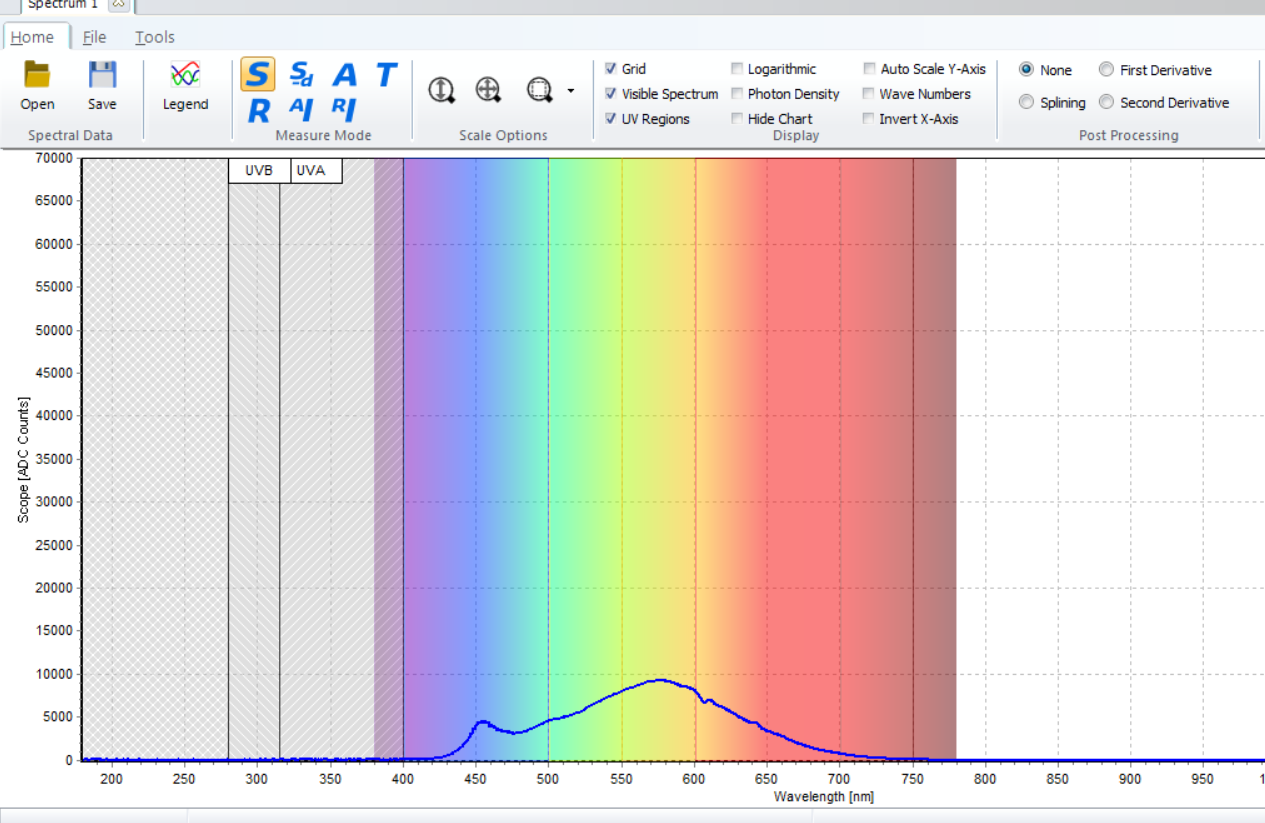 Spectrum 1
Home File Tools
S Sd A T
R AI RI
Open Save Legend
Grid Logarithmic Auto Scale Y-Axis None First Derivative
Visible Spectrum Photon Density Wave Numbers Splining Second Derivative
UV Regions Hide Chart Invert X-Axis
Spectral Data Measure Mode Scale Options Display Post Processing
UVB UVA
70000
65000
60000
55000
50000
45000
40000
35000
30000
25000
20000
15000
10000
5000
0
Scope [ADC Counts]
200 250 300 350 400 450 500 550 600 650 700 750 800 850 900 950
Wavelength [nm]